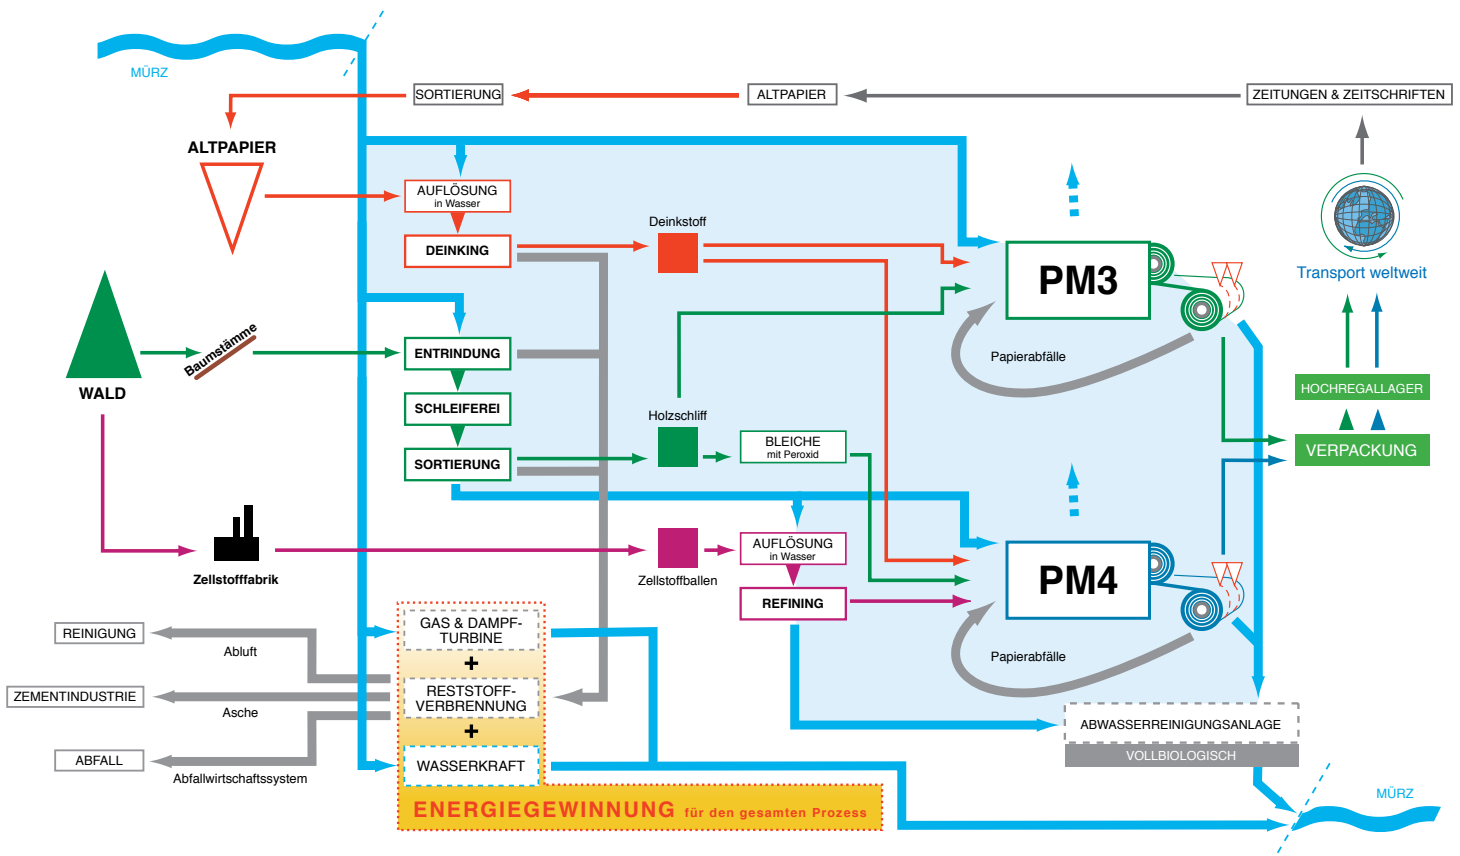 MÜRZ
SORTIERUNG
ALTPAPIER
ZEITUNGEN & ZEITSCHRIFTEN
ALTPAPIER
AUFLÖSUNG
in Wasser
DEINKING
Deinkstoff
PM3
Transport weltweit
Baumstämme
WALD
ENTRINDUNG
SCHLEIFEREI
SORTIERUNG
Holzschliff
BLEICHE
mit Peroxid
Papierabfälle
HOCHREGALLAGER
VERPACKUNG
Zellstofffabrik
Zellstoffballen
AUFLÖSUNG
in Wasser
REFINING
PM4
Papierabfälle
REINIGUNG
Abluft
ZEMENTINDUSTRIE
Asche
ABFALL
Abfallwirtschaftssystem
GAS & DAMPF-
TURBINE
+
RESTSTOFF-
VERBRENNUNG
+
WASSERKRAFT
ENERGIEGEWINNUNG für den gesamten Prozess
ABWASSERREINIGUNGSANLAGE
VOLLBIOLOGISCH
MÜRZ